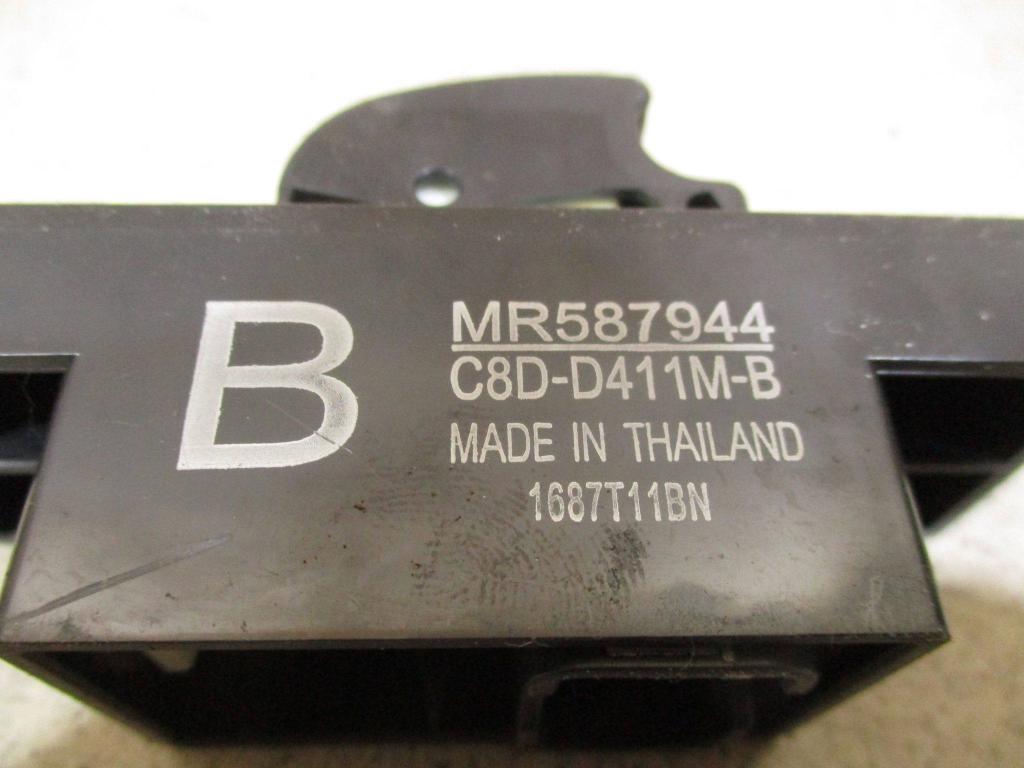 B
MR587944
C8D-D411M-B
MADE IN THAILAND
1687T11BN